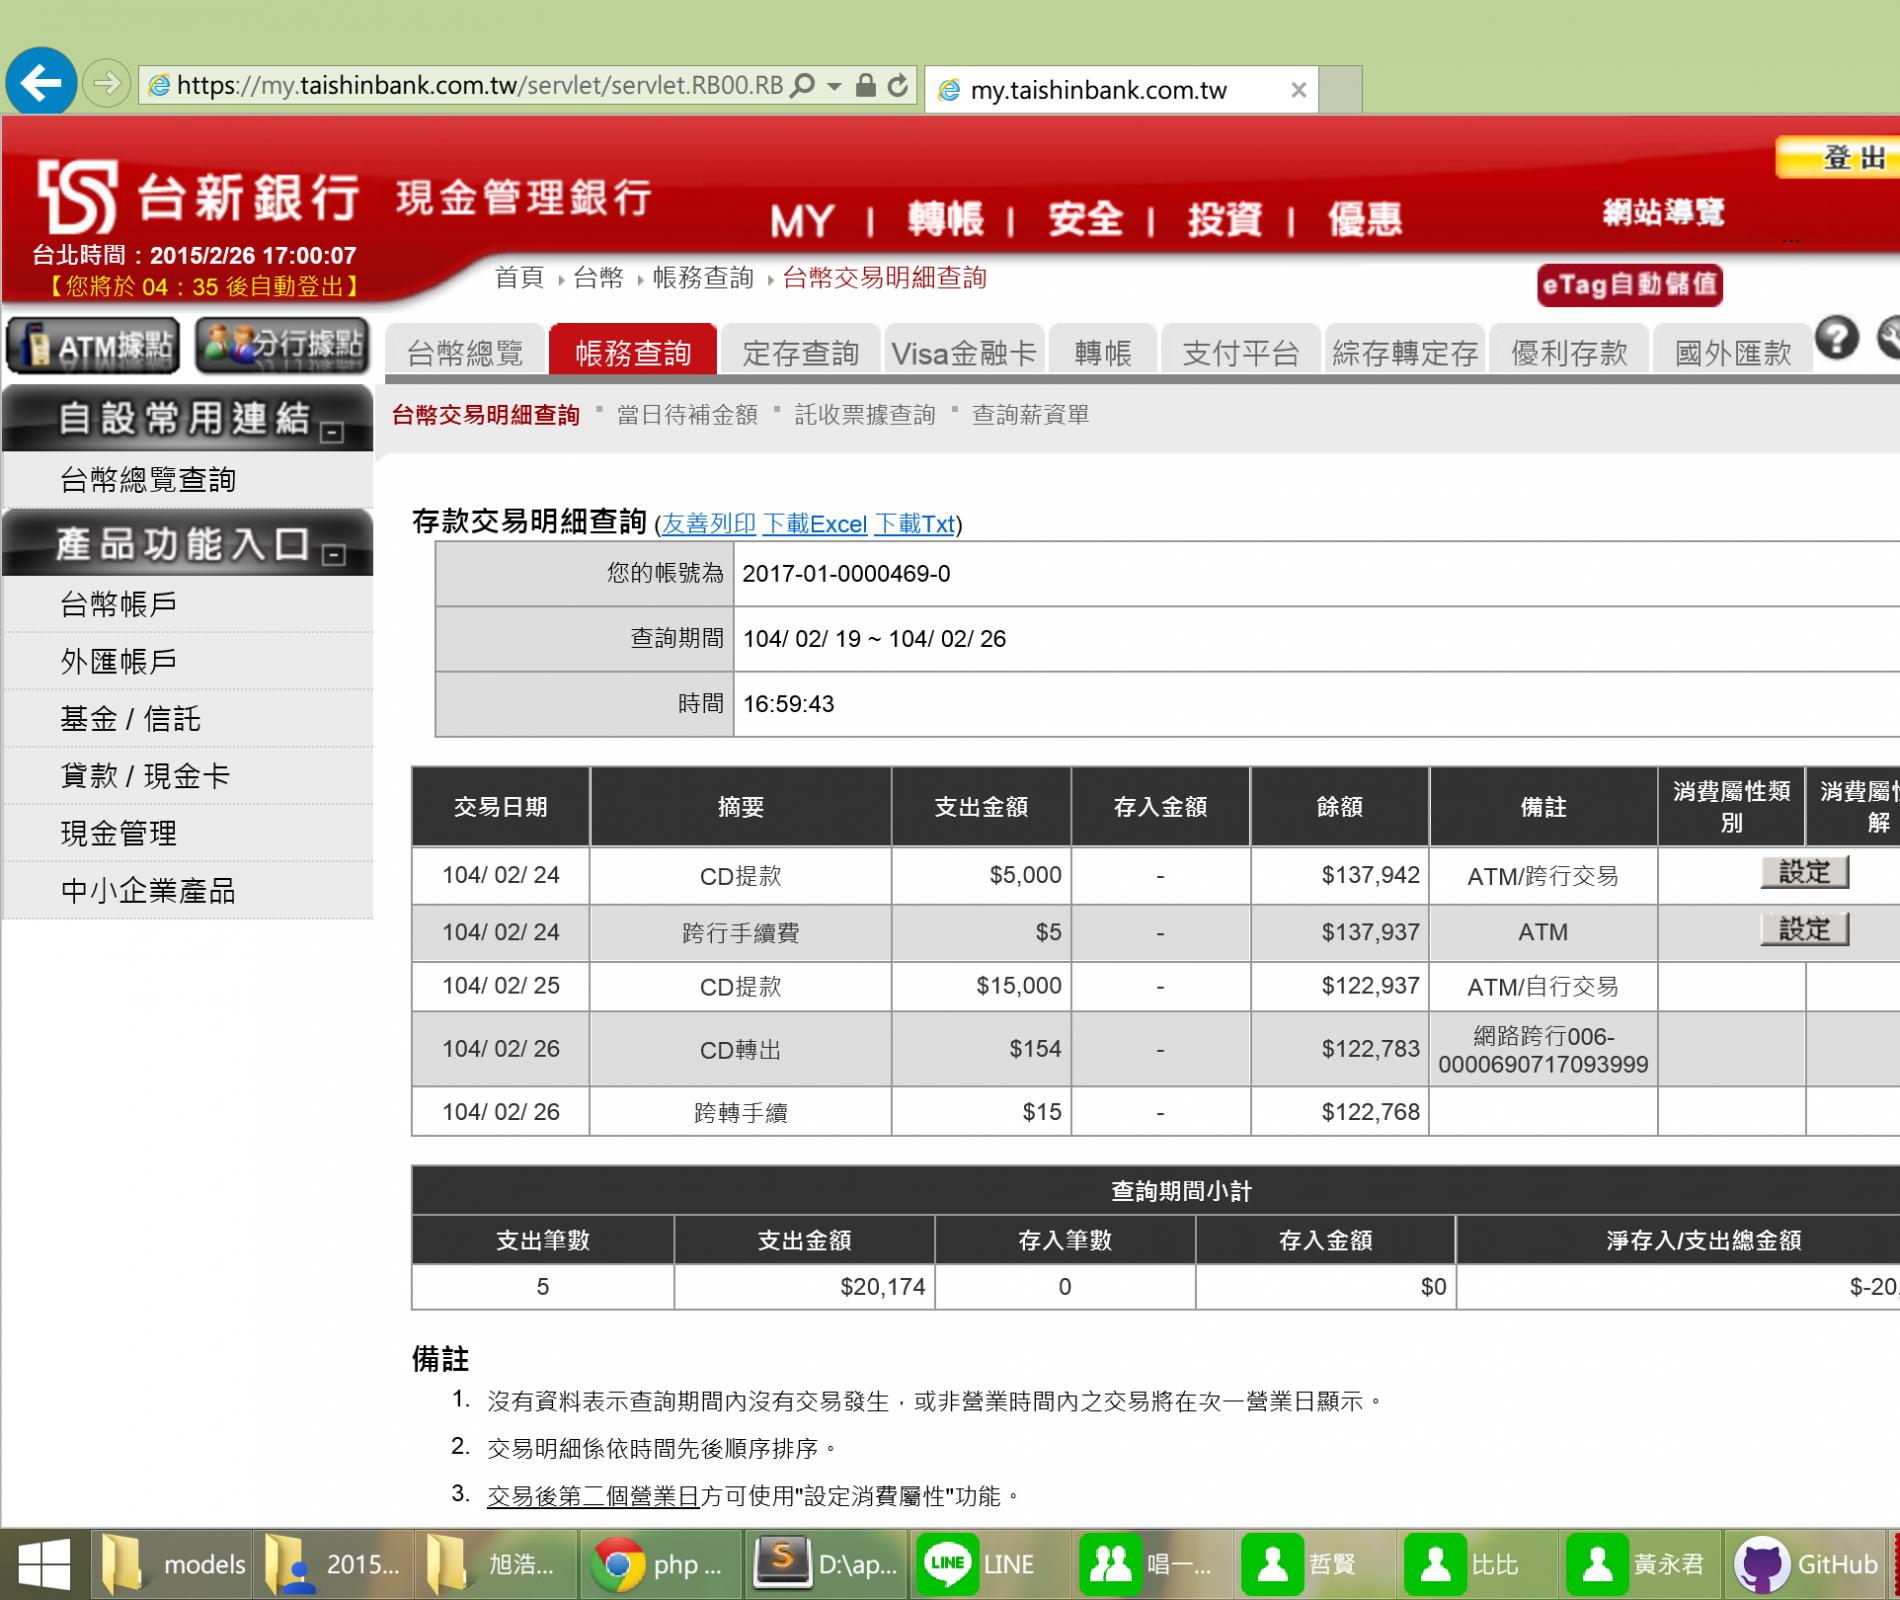 https://my.taishinbank.com.tw/servlet/servlet.RB00.RB
my.taishinbank.com.tw
登出
台新銀行 現金管理銀行
MY | 轉帳 | 安全 | 投資 | 優惠
網站導覽
...
台北時間：2015/2/26 17:00:07
【您將於 04：35 後自動登出】
首頁 台幣 帳務查詢 台幣交易明細查詢
eTag自動儲值
ATM據點 分行據點
台幣總覽 帳務查詢 定存查詢 Visa金融卡 轉帳 支付平台 綜存轉定存 優利存款 國外匯款 ?
台幣交易明細查詢 當日待補金額 託收票據查詢 查詢薪資單
自設常用連結
台幣總覽查詢
產品功能入口
台幣帳戶
外匯帳戶
基金 / 信託
貸款 / 現金卡
現金管理
中小企業產品
存款交易明細查詢 (友善列印 下載Excel 下載Txt)
您的帳號為 2017-01-0000469-0
查詢期間 104/ 02/ 19 ~ 104/ 02/ 26
時間 16:59:43
交易日期 摘要 支出金額 存入金額 餘額 備註 消費屬性類別 消費屬性 解
104/ 02/ 24 CD提款 $5,000 - $137,942 ATM/跨行交易 設定
104/ 02/ 24 跨行手續費 $5 - $137,937 ATM 設定
104/ 02/ 25 CD提款 $15,000 - $122,937 ATM/自行交易
104/ 02/ 26 CD轉出 $154 - $122,783 網路跨行006-0000690717093999
104/ 02/ 26 跨轉手續 $15 - $122,768
查詢期間小計
支出筆數 支出金額 存入筆數 存入金額 淨存入/支出總金額
5 $20,174 0 $0 $-20,
備註
1. 沒有資料表示查詢期間內沒有交易發生，或非營業時間內之交易將在次一營業日顯示。
2. 交易明細係依時間先後順序排序。
3. 交易後第二個營業日方可使用"設定消費屬性"功能。
models 2015... 旭浩... php ... D:\ap... LINE LINE 唱一... 哲賢 比比 黃永君 GitHub